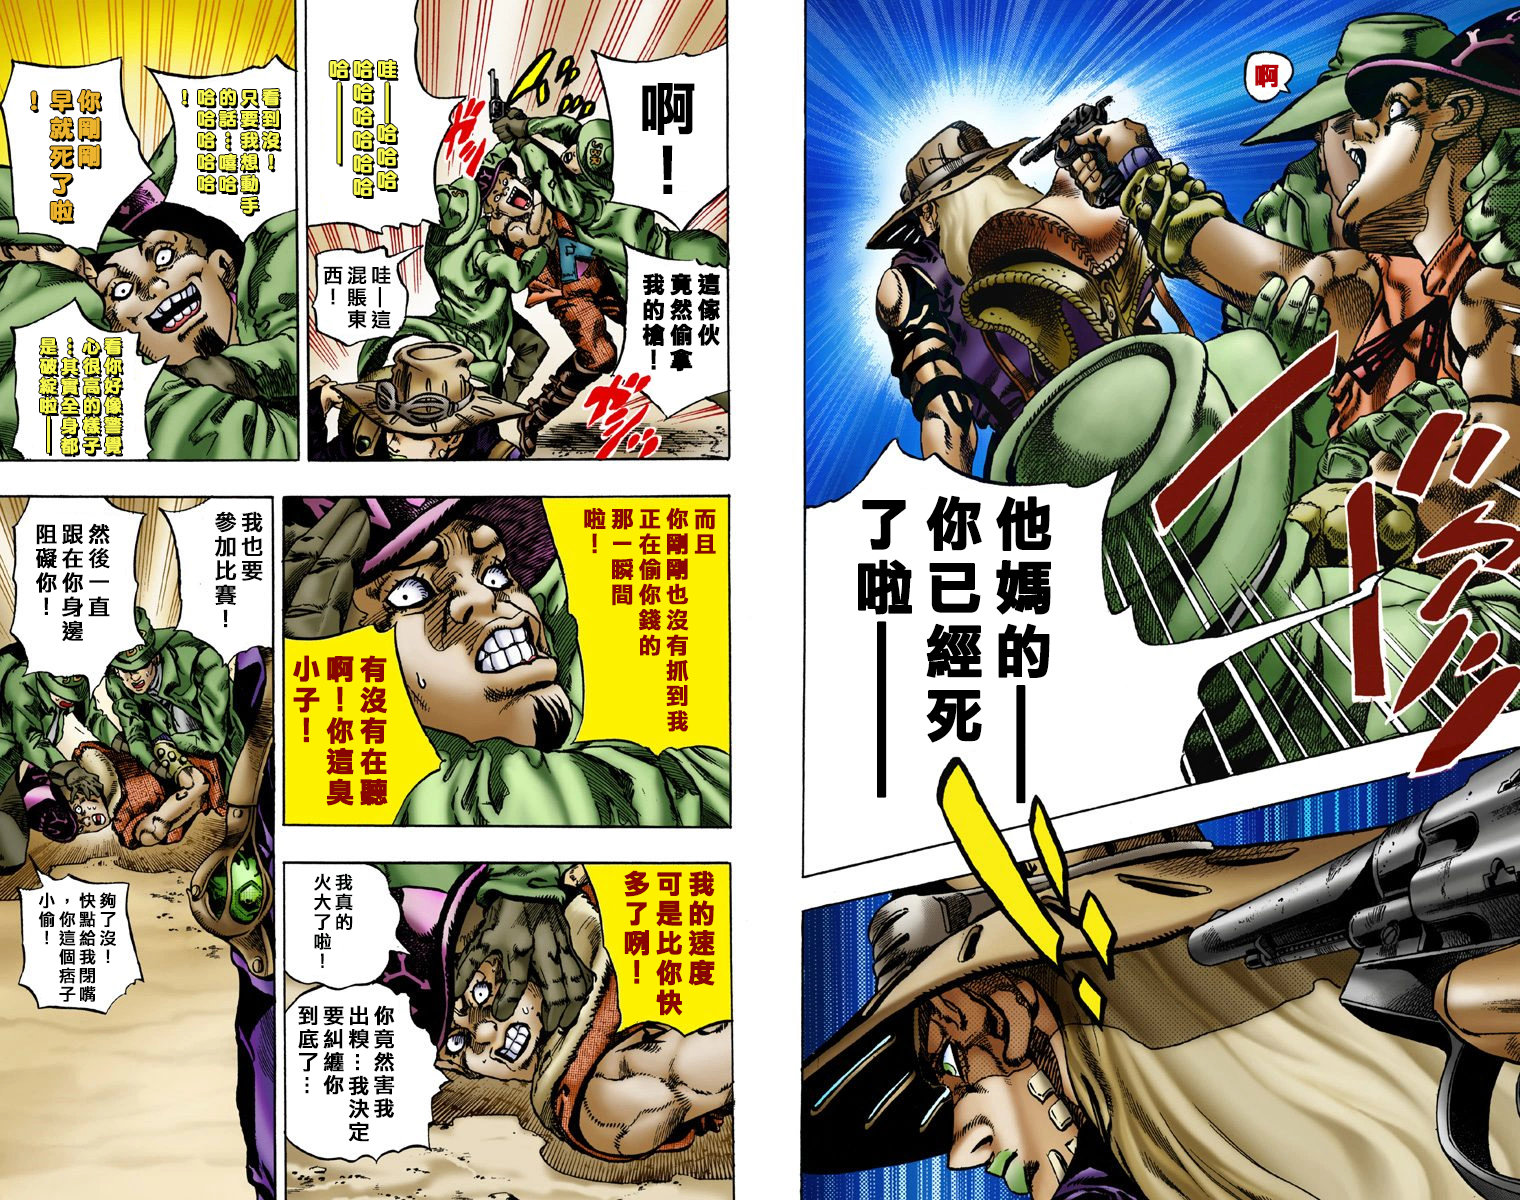 啊
他媽的——
你已經死
了啦——
啊！
這傢伙
竟然偷拿
我的槍！
哇—哈哈哈
哈哈哈哈哈哈
哈——
哇—這
混賬東
西！
看到沒！
只要我想動手
的話…嘻哈
哈哈哈哈哈
！
你剛剛
早就死了啦
！
看你好像警覺
心很高的樣子
…其實全身都
是破綻啦——
而且
你剛剛也沒有抓到我
正在偷你錢的
那一瞬間
啦！
有沒有在聽
啊！你這臭
小子！
我的速度
可是比你快
多了咧！
我真的
火大了啦！
你竟然害我
出糗…我決定
要糾纏你
到底了…
我也要
參加比賽！
然後一直
跟在你身邊
阻礙你！
夠了沒！
快點給我閉嘴
，你這個痞子
小偷！